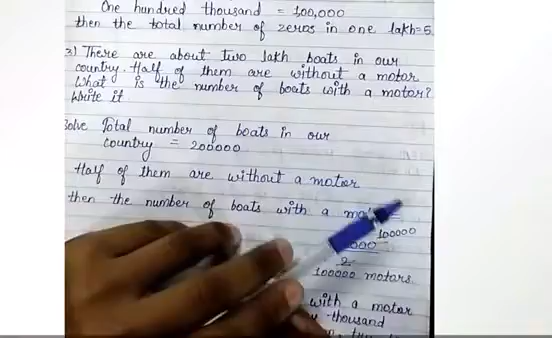 One hundred thousand = 100,000
then the total number of zeros in one lakh=5
3) There are about two lakh boats in our
country. Half of them are without a motor
What is the number of boats with a motor?
Write it
Solve Total number of boats in our
country = 200000
Half of them are without a motor
then the number of boats with a
100000
2
100000 motors.
with a motor
thousand